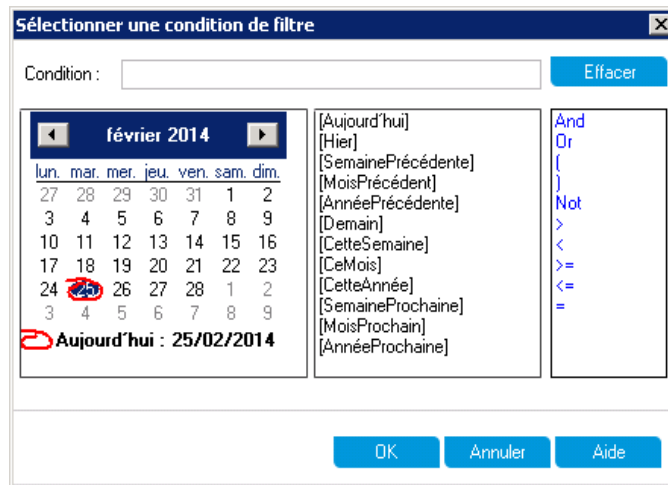 Sélectionner une condition de filtre
Condition :
Effacer
février 2014
lun. mar. mer. jeu. ven. sam. dim.
27 28 29 30 31 1 2
3 4 5 6 7 8 9
10 11 12 13 14 15 16
17 18 19 20 21 22 23
24 25 26 27 28 1 2
3 4 5 6 7 8 9
Aujourd´hui : 25/02/2014
[Aujourd´hui]
[Hier]
[SemainePrécédente]
[MoisPrécédent]
[AnnéePrécédente]
[Demain]
[CetteSemaine]
[CeMois]
[CetteAnnée]
[SemaineProchaine]
[MoisProchain]
[AnnéeProchaine]
And
Or
(
)
Not
>
<
>=
<=
=
OK
Annuler
Aide